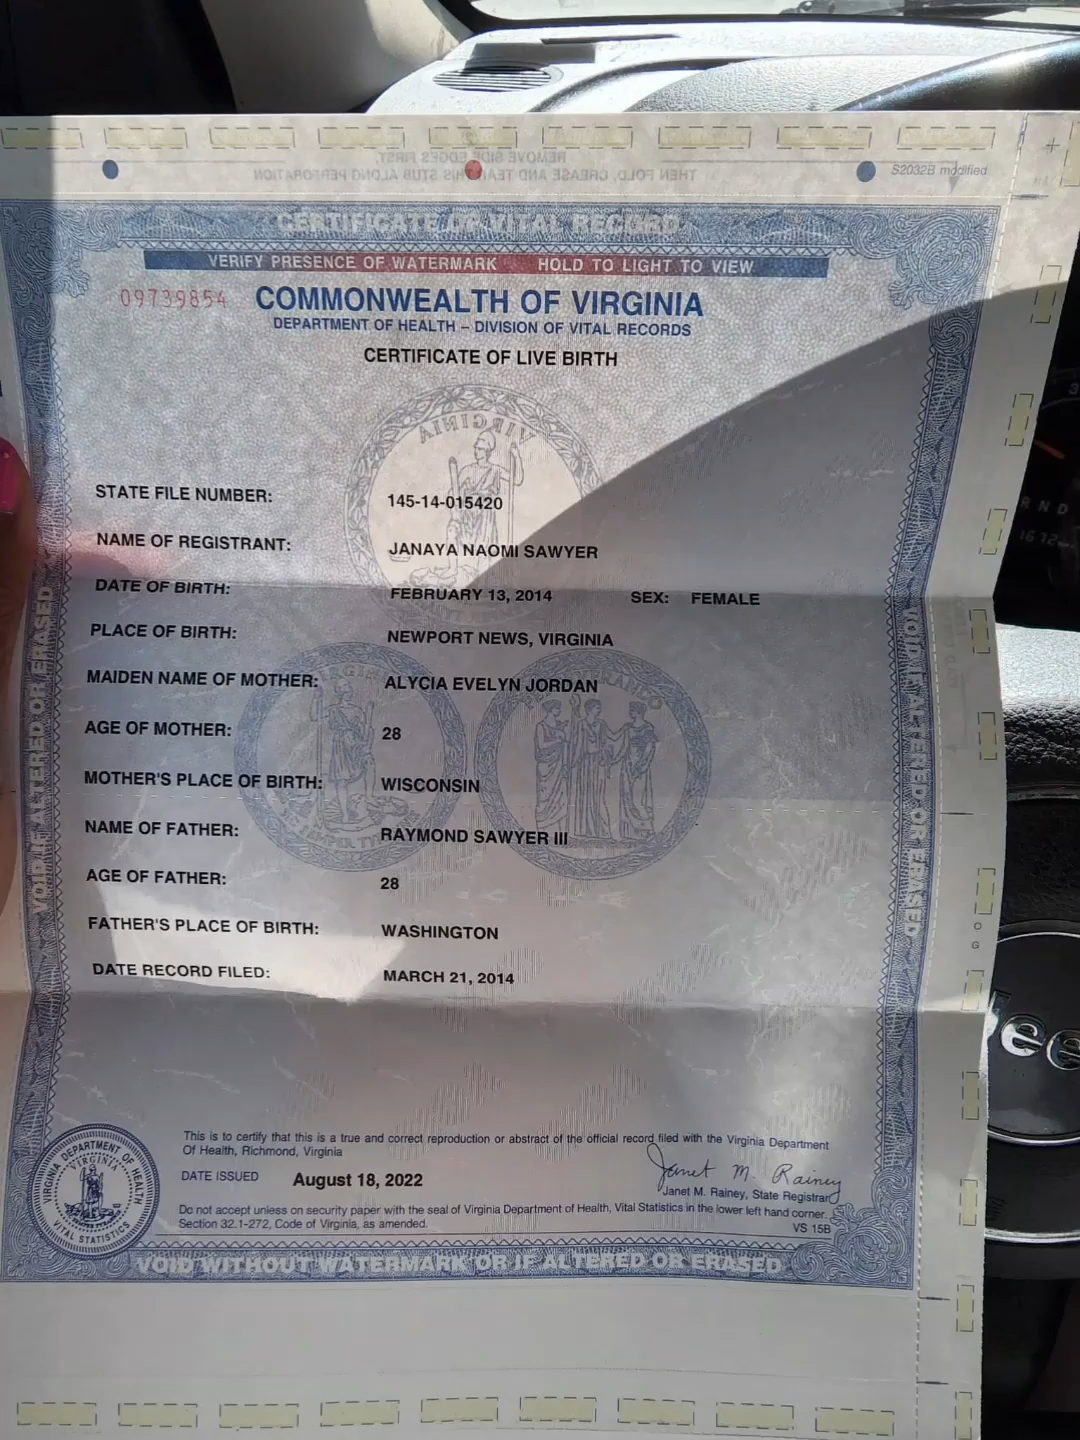 REMOVE SIDE EDGES FIRST,
THEN FOLD, CREASE AND TEAR THIS STUB ALONG PERFORATION
S2032B modified
CERTIFICATE OF VITAL RECORD
VERIFY PRESENCE OF WATERMARK HOLD TO LIGHT TO VIEW
09739854
COMMONWEALTH OF VIRGINIA
DEPARTMENT OF HEALTH – DIVISION OF VITAL RECORDS
CERTIFICATE OF LIVE BIRTH
VIRGINIA
STATE FILE NUMBER: 145-14-015420
NAME OF REGISTRANT: JANAYA NAOMI SAWYER
DATE OF BIRTH: FEBRUARY 13, 2014 SEX: FEMALE
PLACE OF BIRTH: NEWPORT NEWS, VIRGINIA
MAIDEN NAME OF MOTHER: ALYCIA EVELYN JORDAN
AGE OF MOTHER: 28
MOTHER'S PLACE OF BIRTH: WISCONSIN
NAME OF FATHER: RAYMOND SAWYER III
AGE OF FATHER: 28
FATHER'S PLACE OF BIRTH: WASHINGTON
DATE RECORD FILED: MARCH 21, 2014
VOID IF ALTERED OR ERASED
VOID IF ALTERED OR ERASED
This is to certify that this is a true and correct reproduction or abstract of the official record filed with the Virginia Department
Of Health, Richmond, Virginia
DATE ISSUED August 18, 2022
Janet M. Rainey
Janet M. Rainey, State Registrar
Do not accept unless on security paper with the seal of Virginia Department of Health, Vital Statistics in the lower left hand corner.
Section 32.1-272, Code of Virginia, as amended.
VS 15B
VIRGINIA DEPARTMENT OF HEALTH
VIRGINIA
VITAL STATISTICS
VOID WITHOUT WATERMARK OR IF ALTERED OR ERASED
R N D